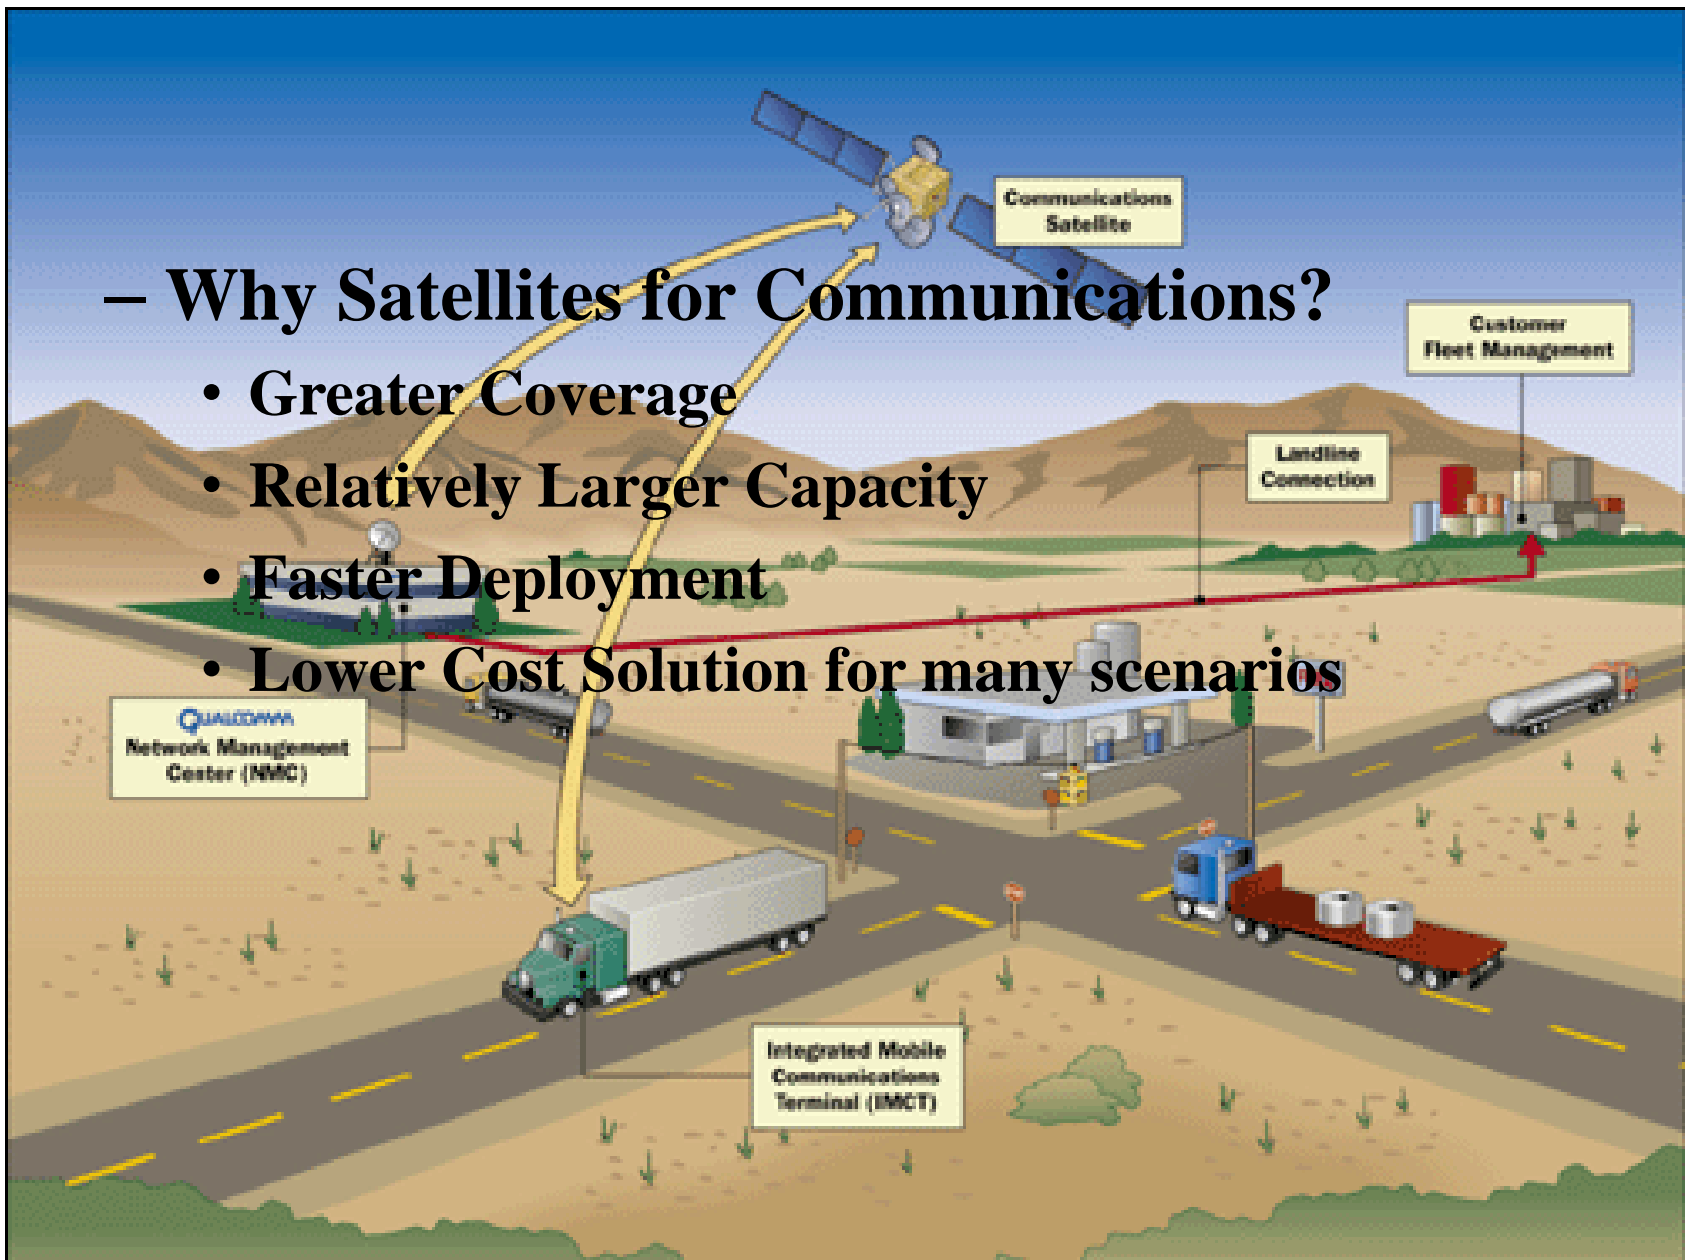 Communications
Satellite
– Why Satellites for Communications?
Customer
Fleet Management
• Greater Coverage
Landline
Connection
• Relatively Larger Capacity
• Faster Deployment
• Lower Cost Solution for many scenarios
QUALCOMM
Network Management
Center (NMC)
Integrated Mobile
Communications
Terminal (IMCT)